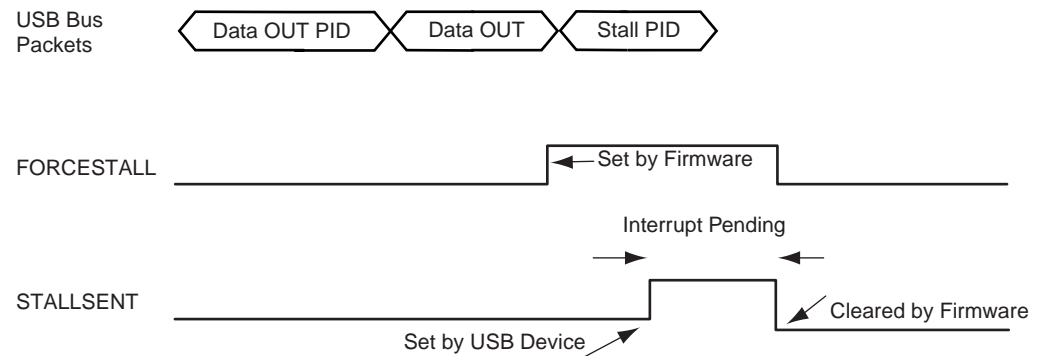 USB Bus
Packets
Data OUT PID
Data OUT
Stall PID
FORCESTALL
Set by Firmware
Interrupt Pending
STALLSENT
Cleared by Firmware
Set by USB Device